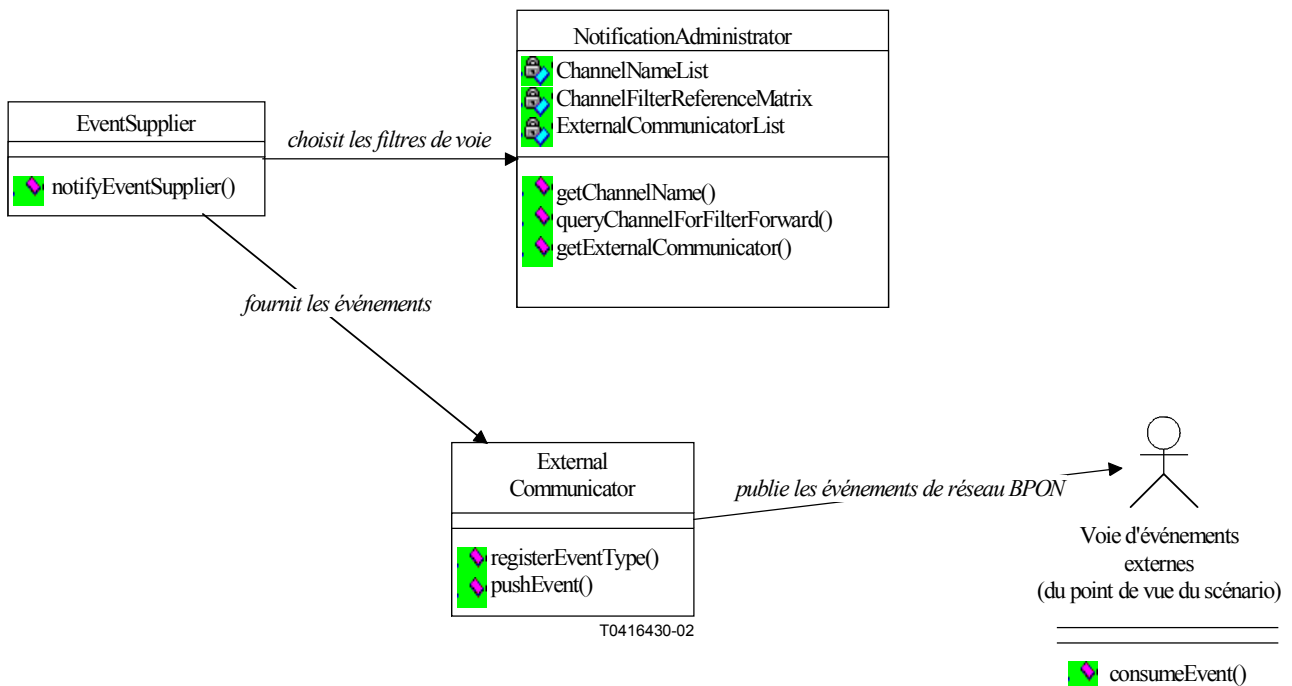 NotificationAdministrator
ChannelNameList
ChannelFilterReferenceMatrix
ExternalCommunicatorList
getChannelName()
queryChannelForFilterForward()
getExternalCommunicator()
EventSupplier
notifyEventSupplier()
choisit les filtres de voie
fournit les événements
External
Communicator
registerEventType()
pushEvent()
T0416430-02
publie les événements de réseau BPON
Voie d'événements
externes
(du point de vue du scénario)
consumeEvent()